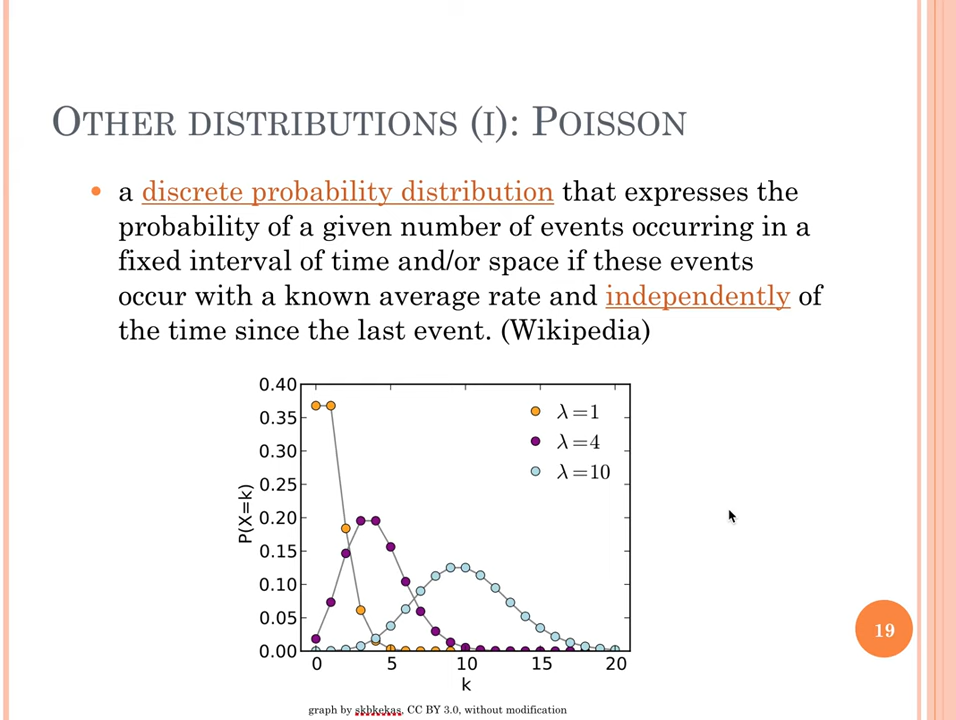 OTHER DISTRIBUTIONS (I): POISSON
a discrete probability distribution that expresses the
probability of a given number of events occurring in a
fixed interval of time and/or space if these events
occur with a known average rate and independently of
the time since the last event. (Wikipedia)
0.40
0.35
0.30
0.25
0.20
0.15
0.10
0.05
0.00
P(X=k)
λ=1
λ=4
λ=10
0 5 10 15 20
k
19
graph by skbkekas, CC BY 3.0, without modification